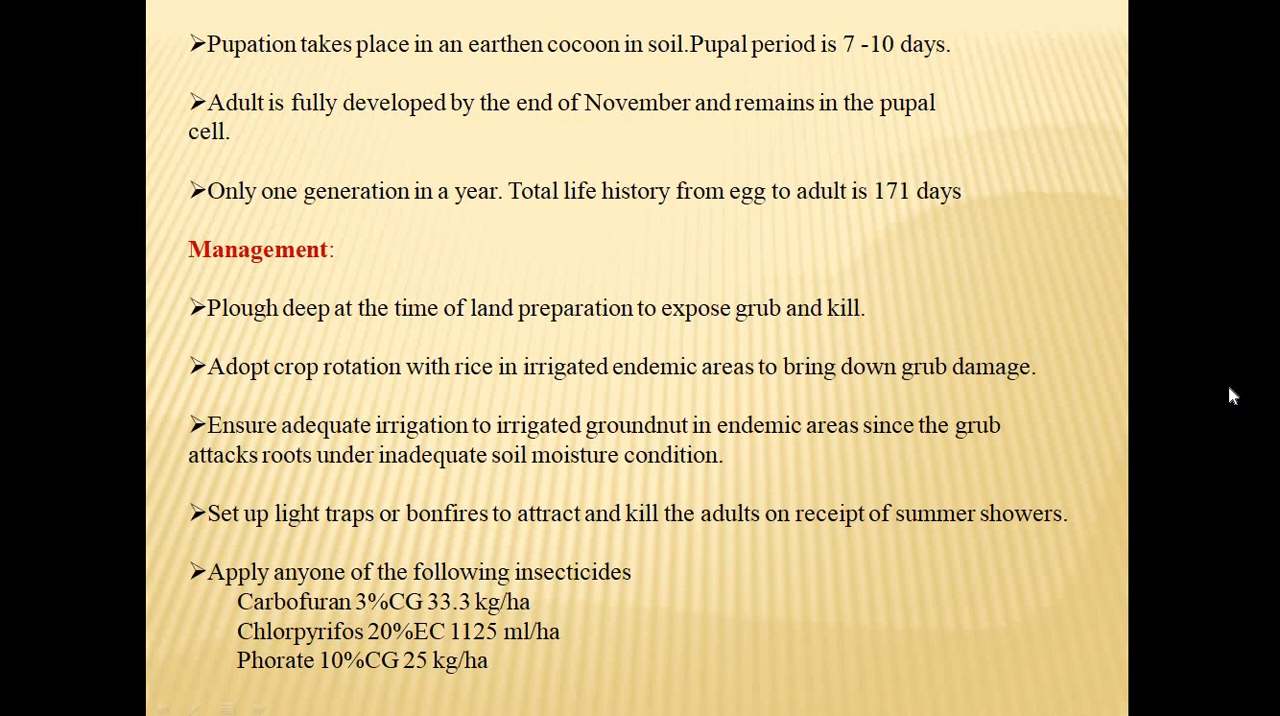 ➢Pupation takes place in an earthen cocoon in soil.Pupal period is 7 -10 days.
➢Adult is fully developed by the end of November and remains in the pupal
cell.
➢Only one generation in a year. Total life history from egg to adult is 171 days
Management:
➢Plough deep at the time of land preparation to expose grub and kill.
➢Adopt crop rotation with rice in irrigated endemic areas to bring down grub damage.
➢Ensure adequate irrigation to irrigated groundnut in endemic areas since the grub
attacks roots under inadequate soil moisture condition.
➢Set up light traps or bonfires to attract and kill the adults on receipt of summer showers.
➢Apply anyone of the following insecticides
Carbofuran 3%CG 33.3 kg/ha
Chlorpyrifos 20%EC 1125 ml/ha
Phorate 10%CG 25 kg/ha